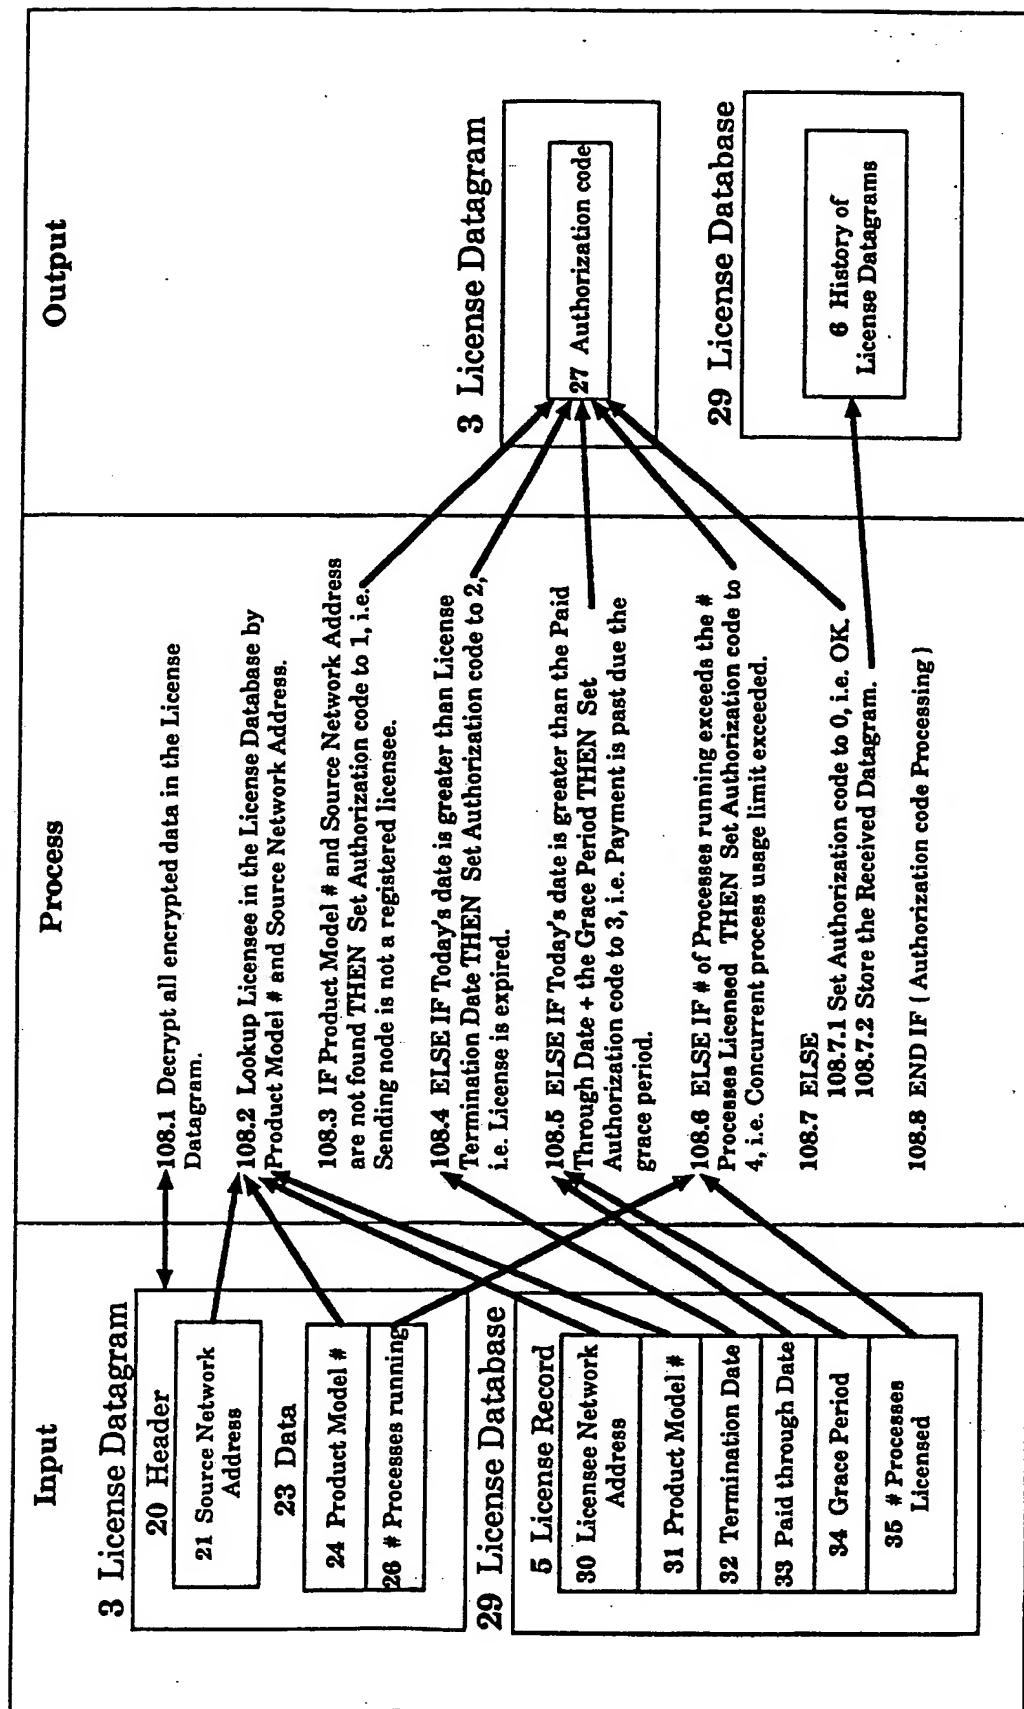 Input
3 License Datagram
20 Header
21 Source Network
Address
23 Data
24 Product Model #
26 # Processes running
29 License Database
5 License Record
30 Licensee Network
Address
31 Product Model #
32 Termination Date
33 Paid through Date
34 Grace Period
35 # Processes
Licensed
Process
108.1 Decrypt all encrypted data in the License
Datagram.
108.2 Lookup Licensee in the License Database by
Product Model # and Source Network Address.
108.3 IF Product Model # and Source Network Address
are not found THEN Set Authorization code to 1, i.e.
Sending node is not a registered licensee.
108.4 ELSE IF Today's date is greater than License
Termination Date THEN Set Authorization code to 2,
i.e. License is expired.
108.5 ELSE IF Today's date is greater than the Paid
Through Date + the Grace Period THEN Set
Authorization code to 3, i.e. Payment is past due the
grace period.
108.6 ELSE IF # of Processes running exceeds the #
Processes Licensed THEN Set Authorization code to
4, i.e. Concurrent process usage limit exceeded.
108.7 ELSE
108.7.1 Set Authorization code to 0, i.e. OK.
108.7.2 Store the Received Datagram.
108.8 END IF { Authorization code Processing }
Output
3 License Datagram
27 Authorization code
29 License Database
6 History of
License Datagrams